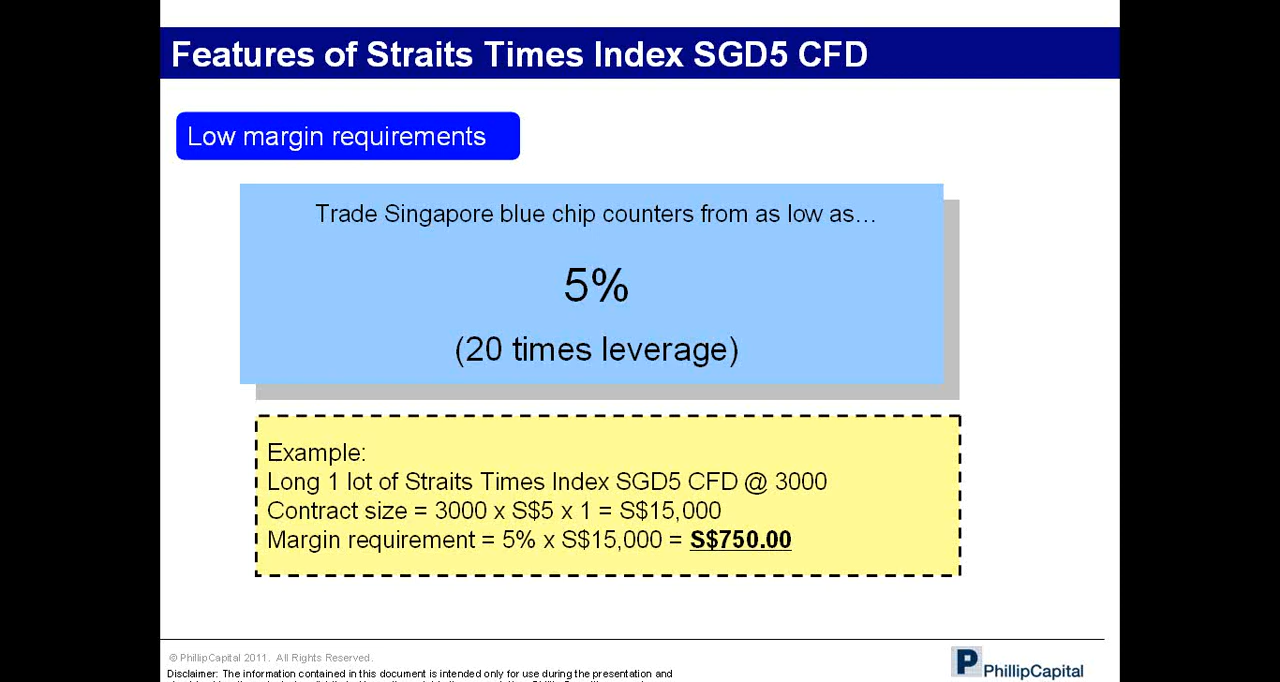 Features of Straits Times Index SGD5 CFD
Low margin requirements
Trade Singapore blue chip counters from as low as…
5%
(20 times leverage)
Example:
Long 1 lot of Straits Times Index SGD5 CFD @ 3000
Contract size = 3000 x S$5 x 1 = S$15,000
Margin requirement = 5% x S$15,000 = S$750.00
© PhillipCapital 2011. All Rights Reserved.
Disclaimer: The information contained in this document is intended only for use during the presentation and
P PhillipCapital